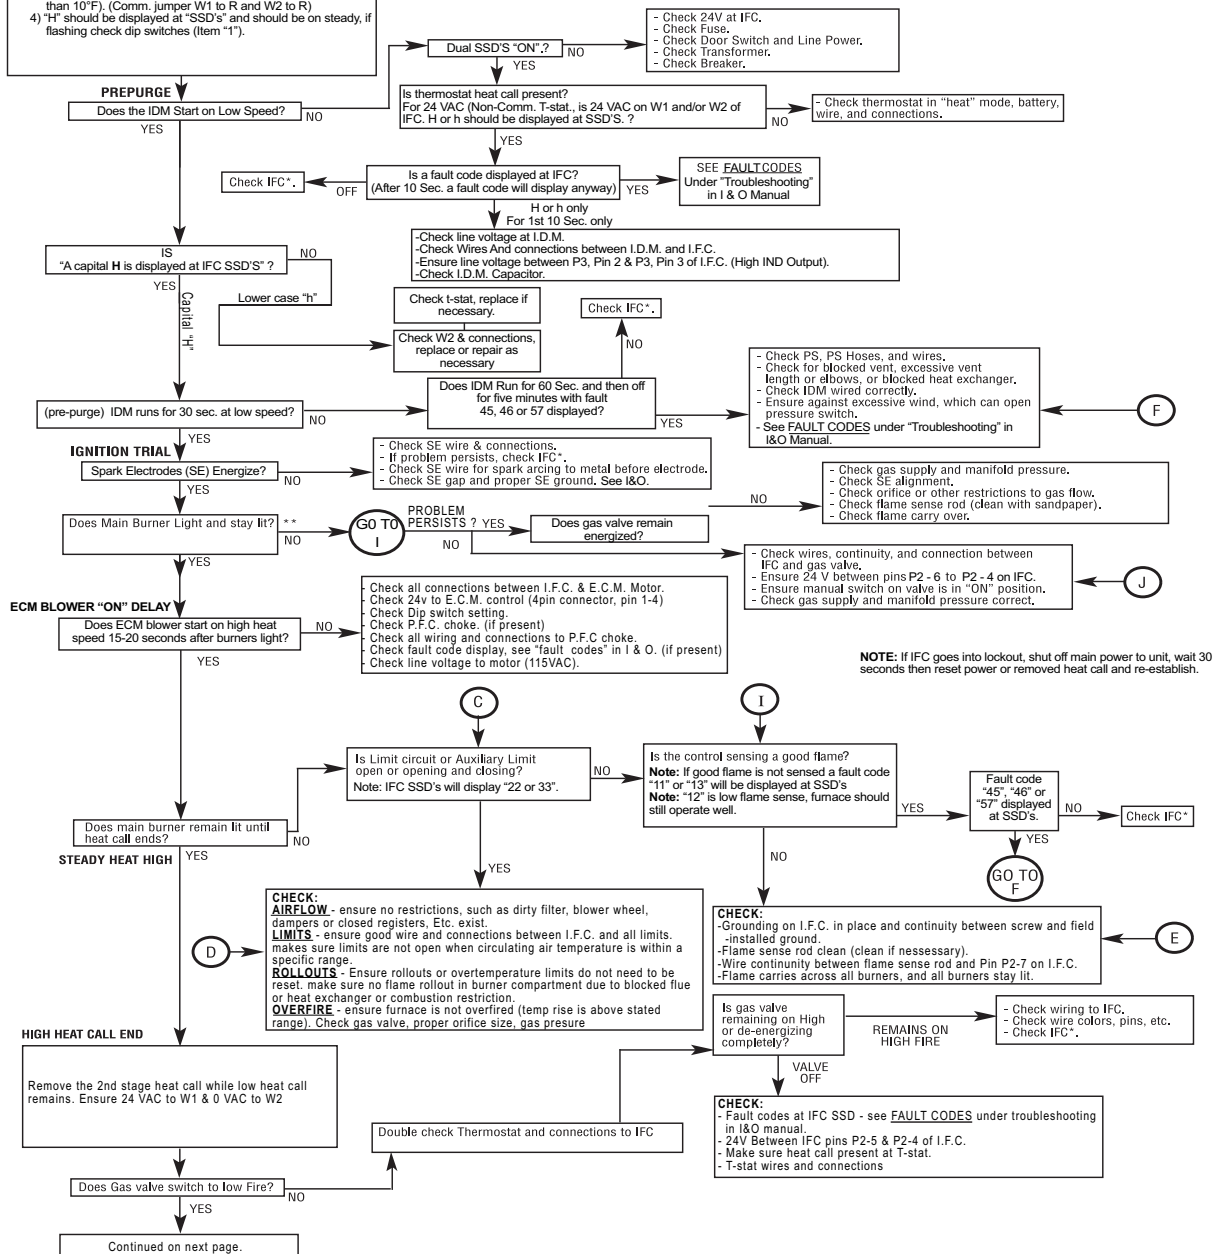 than 10°F). (Comm. jumper W1 to R and W2 to R)
4) “H” should be displayed at “SSD's” and should be on steady, if
flashing check dip switches (Item “1”).
PREPURGE
Does the IDM Start on Low Speed?
NO
YES
Dual SSD'S “ON”.?
NO
YES
- Check 24V at IFC.
- Check Fuse.
- Check Door Switch and Line Power.
- Check Transformer.
- Check Breaker.
Is thermostat heat call present?
For 24 VAC (Non-Comm. T-stat., is 24 VAC on W1 and/or W2 of
IFC. H or h should be displayed at SSD'S. ?
NO
YES
- Check thermostat in “heat” mode, battery,
wire, and connections.
Is a fault code displayed at IFC?
(After 10 Sec. a fault code will display anyway)
OFF
Check IFC*.
YES
SEE FAULT CODES
Under "Troubleshooting"
in I & O Manual
H or h only
For 1st 10 Sec. only
-Check line voltage at I.D.M.
-Check Wires And connections between I.D.M. and I.F.C.
-Ensure line voltage between P3, Pin 2 & P3, Pin 3 of I.F.C. (High IND Output).
-Check I.D.M. Capacitor.
IS
“A capital H is displayed at IFC SSD'S” ?
NO
YES
Capital “H”
Lower case “h”
Check t-stat, replace if
necessary.
Check W2 & connections,
replace or repair as
necessary
Check IFC*.
NO
(pre-purge) IDM runs for 30 sec. at low speed?
NO
YES
Does IDM Run for 60 Sec. and then off
for five minutes with fault
45, 46 or 57 displayed?
YES
- Check PS, PS Hoses, and wires.
- Check for blocked vent, excessive vent
length or elbows, or blocked heat exchanger.
- Check IDM wired correctly.
- Ensure against excessive wind, which can open
pressure switch.
- See FAULT CODES under “Troubleshooting” in
I&O Manual.
F
IGNITION TRIAL
Spark Electrodes (SE) Energize?
NO
YES
- Check SE wire & connections.
- If problem persists, check IFC*.
- Check SE wire for spark arcing to metal before electrode.
- Check SE gap and proper SE ground. See I&O.
Does Main Burner Light and stay lit?
**
NO
YES
G0 T0
I
PROBLEM
PERSISTS ?
YES
NO
Does gas valve remain
energized?
NO
- Check gas supply and manifold pressure.
- Check SE alignment.
- Check orifice or other restrictions to gas flow.
- Check flame sense rod (clean with sandpaper).
- Check flame carry over.
- Check wires, continuity, and connection between
IFC and gas valve.
- Ensure 24 V between pins P2 - 6 to P2 - 4 on IFC.
- Ensure manual switch on valve is in “ON” position.
- Check gas supply and manifold pressure correct.
J
ECM BLOWER “ON” DELAY
Does ECM blower start on high heat
speed 15-20 seconds after burners light?
NO
YES
- Check all connections between I.F.C. & E.C.M. Motor.
- Check 24v to E.C.M. control (4pin connector, pin 1-4)
- Check Dip switch setting.
- Check P.F.C. choke. (if present)
- Check all wiring and connections to P.F.C choke.
- Check fault code display, see “fault codes” in I & O. (if present)
- Check line voltage to motor (115VAC).
NOTE: If IFC goes into lockout, shut off main power to unit, wait 30
seconds then reset power or removed heat call and re-establish.
C
Is Limit circuit or Auxiliary Limit
open or opening and closing?
Note: IFC SSD's will display “22 or 33”.
NO
YES
I
Is the control sensing a good flame?
Note: If good flame is not sensed a fault code
“11” or “13” will be displayed at SSD's
Note: “12” is low flame sense, furnace should
still operate well.
YES
NO
Fault code
“45”, “46” or
“57” displayed
at SSD's.
NO
Check IFC*
YES
GO TO
F
Does main burner remain lit until
heat call ends?
NO
YES
STEADY HEAT HIGH
D
CHECK:
AIRFLOW - ensure no restrictions, such as dirty filter, blower wheel,
dampers or closed registers, Etc. exist.
LIMITS - ensure good wire and connections between I.F.C. and all limits.
makes sure limits are not open when circulating air temperature is within a
specific range.
ROLLOUTS - Ensure rollouts or overtemperature limits do not need to be
reset. make sure no flame rollout in burner compartment due to blocked flue
or heat exchanger or combustion restriction.
OVERFIRE - ensure furnace is not overfired (temp rise is above stated
range). Check gas valve, proper orifice size, gas presure
CHECK:
-Grounding on I.F.C. in place and continuity between screw and field
-installed ground.
-Flame sense rod clean (clean if nessessary).
-Wire continuity between flame sense rod and Pin P2-7 on I.F.C.
-Flame carries across all burners, and all burners stay lit.
E
Is gas valve
remaining on High
or de-energizing
completely?
REMAINS ON
HIGH FIRE
- Check wiring to IFC.
- Check wire colors, pins, etc.
- Check IFC*.
VALVE
OFF
CHECK:
- Fault codes at IFC SSD - see FAULT CODES under troubleshooting
in I&O manual.
- 24V Between IFC pins P2-5 & P2-4 of I.F.C.
- Make sure heat call present at T-stat.
- T-stat wires and connections
HIGH HEAT CALL END
Remove the 2nd stage heat call while low heat call
remains. Ensure 24 VAC to W1 & 0 VAC to W2
Double check Thermostat and connections to IFC
Does Gas valve switch to low Fire?
NO
YES
Continued on next page.